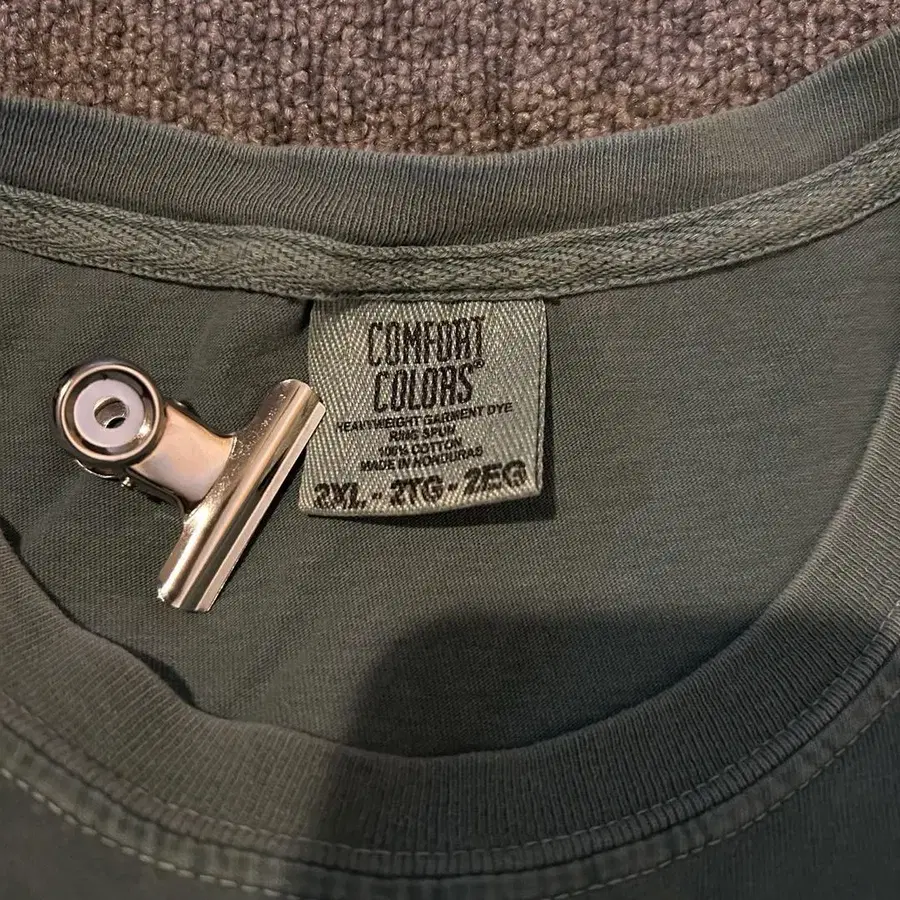 COMFORT
COLORS®
HEAVYWEIGHT GARMENT DYE
RING SPUN
100% COTTON
MADE IN HONDURAS
2XL - 2TG - 2EG